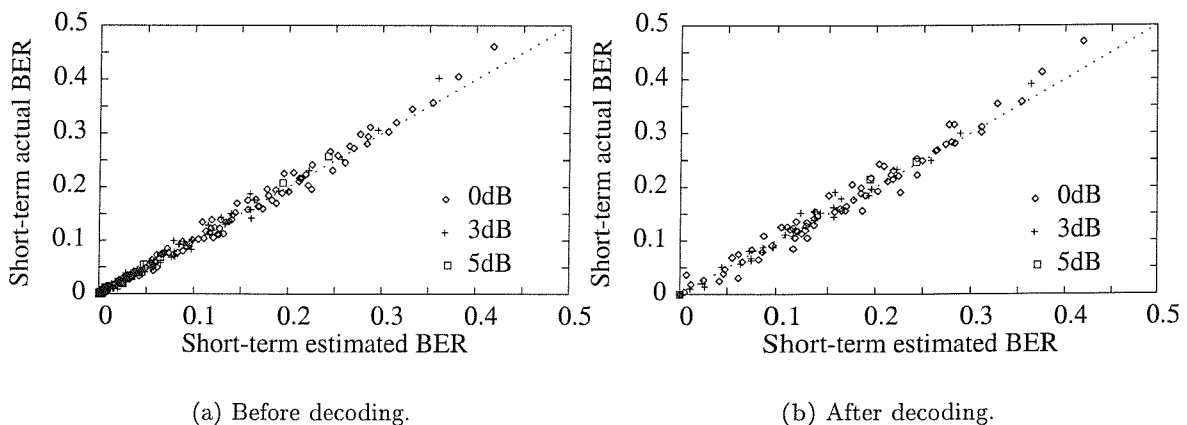 Short-term actual BER
0.5
0.4
0.3
0.2
0.1
0
0dB
3dB
5dB
0 0.1 0.2 0.3 0.4 0.5
Short-term estimated BER
(a) Before decoding.
Short-term actual BER
0.5
0.4
0.3
0.2
0.1
0
0dB
3dB
5dB
0 0.1 0.2 0.3 0.4 0.5
Short-term estimated BER
(b) After decoding.